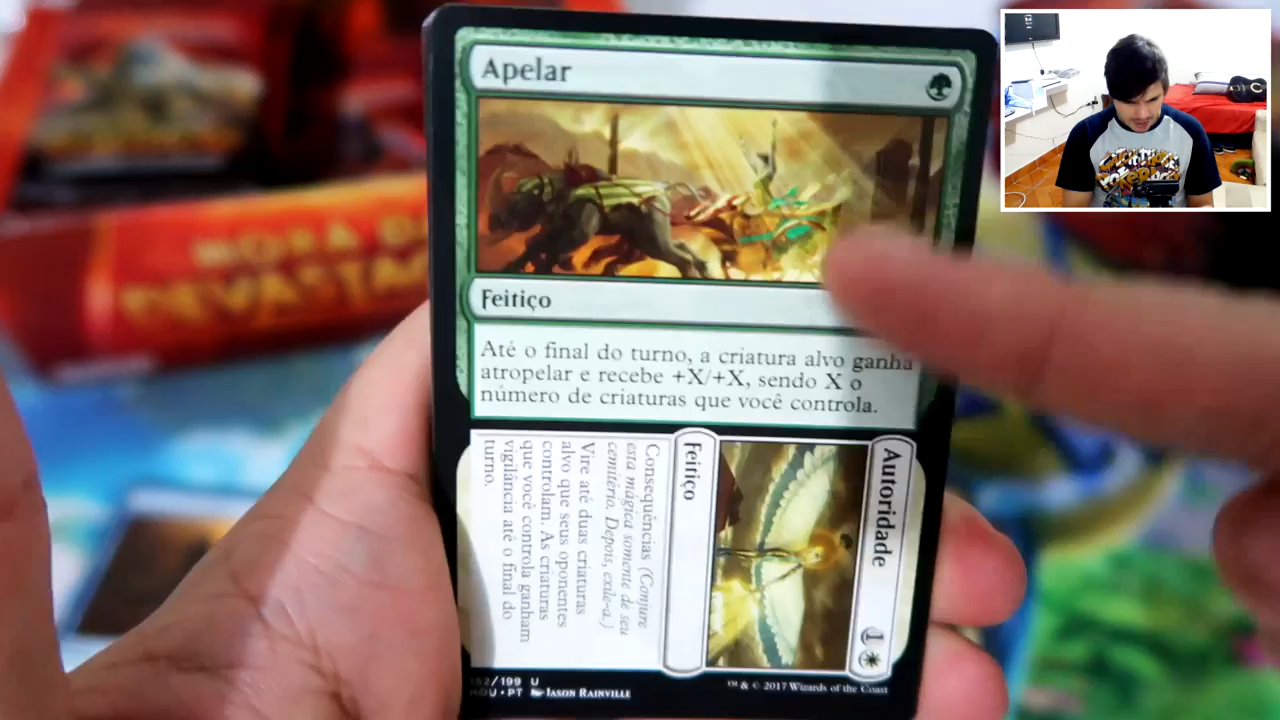 Apelar
Feitiço
Até o final do turno, a criatura alvo ganha
atropelar e recebe +X/+X, sendo X o
número de criaturas que você controla.
Autoridade
1
Feitiço
Consequências (Conjure
esta mágica somente de seu
cemitério. Depois, exile-a.)
Vire até duas criaturas
alvo que seus oponentes
controlam. As criaturas
que você controla ganham
vigilância até o final do
turno.
/199 U
HOU • PT JASON RAINVILLE
™ & © 2017 Wizards of the Coast
HORA D
DEVASTAÇ